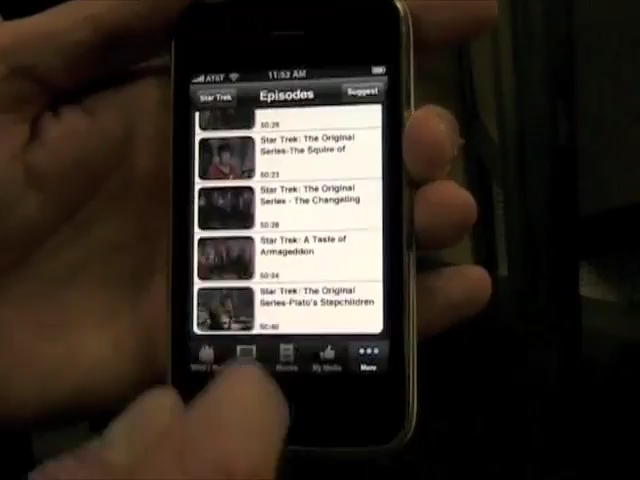 AT&T 11:53 AM
Star Trek Episodes Suggest
50:26
Star Trek: The Original
Series-The Squire of
50:23
Star Trek: The Original
Series - The Changeling
50:26
Star Trek: A Taste of
Armageddon
50:24
Star Trek: The Original
Series-Plato's Stepchildren
50:40
Movies My Media More